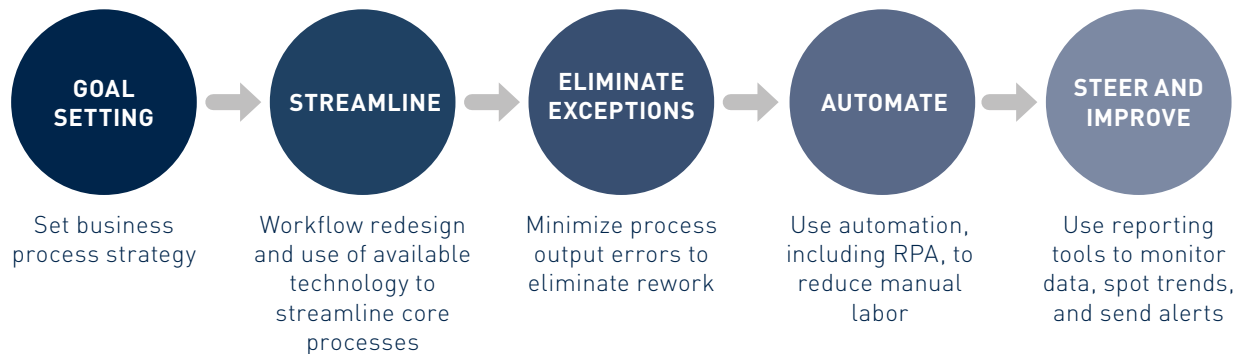 GOAL
SETTING
STREAMLINE
ELIMINATE
EXCEPTIONS
AUTOMATE
STEER AND
IMPROVE
Set business
process strategy
Workflow redesign
and use of available
technology to
streamline core
processes
Minimize process
output errors to
eliminate rework
Use automation,
including RPA, to
reduce manual
labor
Use reporting
tools to monitor
data, spot trends,
and send alerts